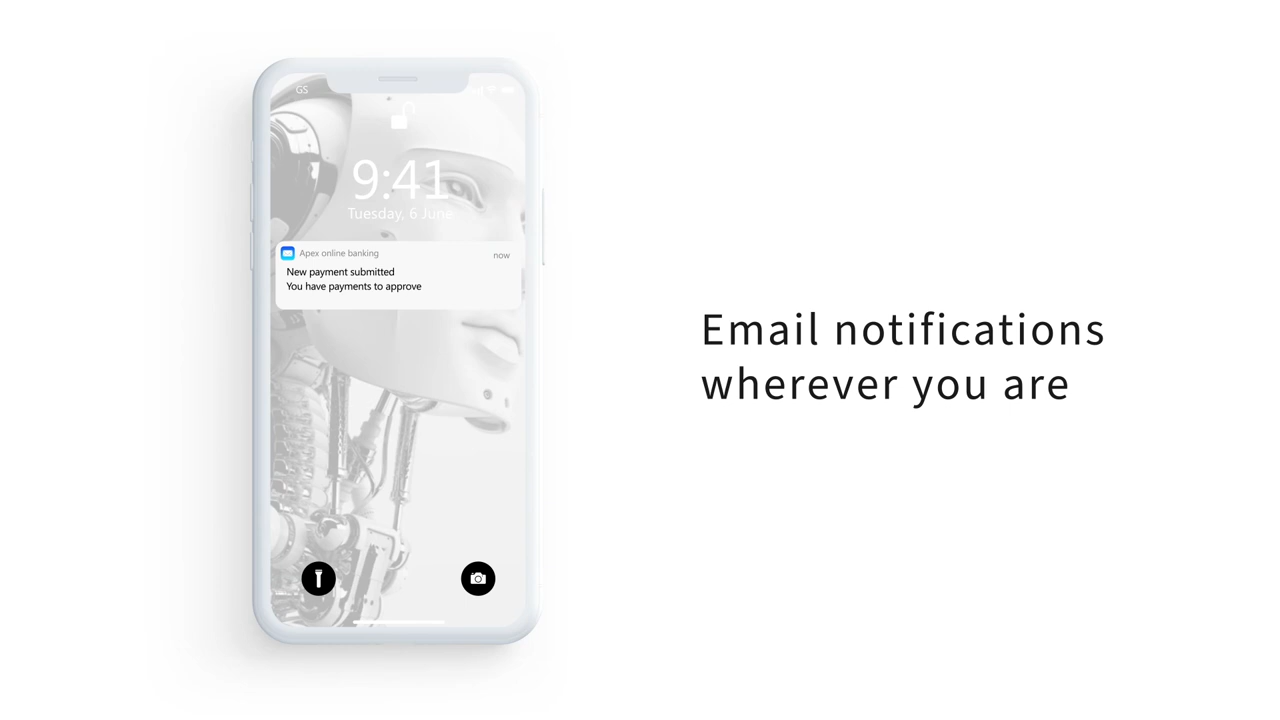 GS
9:41
Tuesday, 6 June
Apex online banking
now
New payment submitted
You have payments to approve
Email notifications
wherever you are